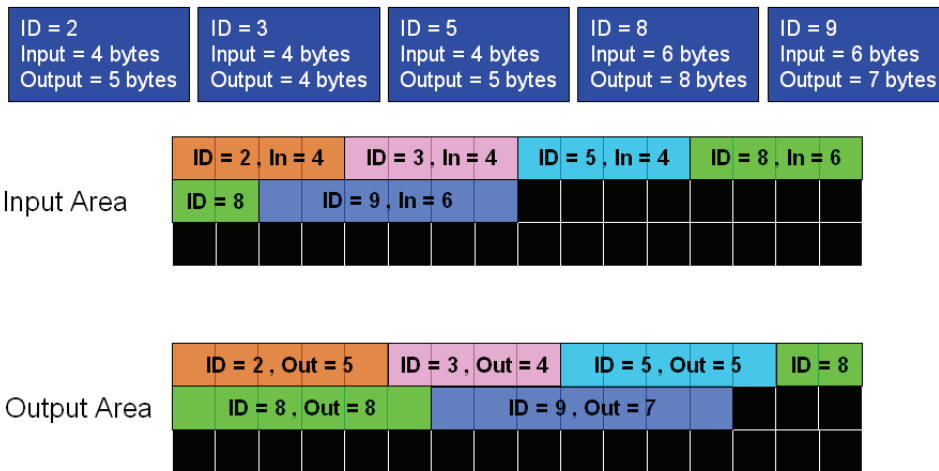 ID = 2
Input = 4 bytes
Output = 5 bytes
ID = 3
Input = 4 bytes
Output = 4 bytes
ID = 5
Input = 4 bytes
Output = 5 bytes
ID = 8
Input = 6 bytes
Output = 8 bytes
ID = 9
Input = 6 bytes
Output = 7 bytes
Input Area
ID = 2 , In = 4
ID = 3 , In = 4
ID = 5 , In = 4
ID = 8 , In = 6
ID = 8
ID = 9 , In = 6
Output Area
ID = 2 , Out = 5
ID = 3 , Out = 4
ID = 5 , Out = 5
ID = 8
ID = 8 , Out = 8
ID = 9 , Out = 7